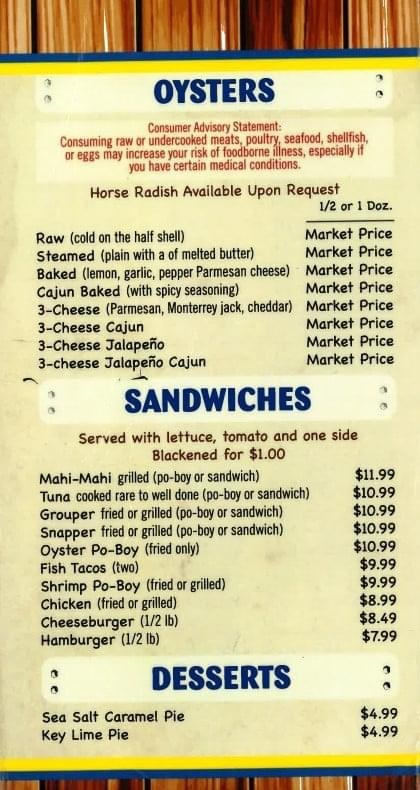 OYSTERS
Consumer Advisory Statement:
Consuming raw or undercooked meats, poultry, seafood, shellfish,
or eggs may increase your risk of foodborne illness, especially if
you have certain medical conditions.
Horse Radish Available Upon Request
1/2 or 1 Doz.
Raw (cold on the half shell) Market Price
Steamed (plain with a of melted butter) Market Price
Baked (lemon, garlic, pepper Parmesan cheese) Market Price
Cajun Baked (with spicy seasoning) Market Price
3-Cheese (Parmesan, Monterrey jack, cheddar) Market Price
3-Cheese Cajun Market Price
3-Cheese Jalapeño Market Price
3-cheese Jalapeño Cajun Market Price
SANDWICHES
Served with lettuce, tomato and one side
Blackened for $1.00
Mahi-Mahi grilled (po-boy or sandwich) $11.99
Tuna cooked rare to well done (po-boy or sandwich) $10.99
Grouper fried or grilled (po-boy or sandwich) $10.99
Snapper fried or grilled (po-boy or sandwich) $10.99
Oyster Po-Boy (fried only) $10.99
Fish Tacos (two) $9.99
Shrimp Po-Boy (fried or grilled) $9.99
Chicken (fried or grilled) $8.99
Cheeseburger (1/2 lb) $8.49
Hamburger (1/2 lb) $7.99
DESSERTS
Sea Salt Caramel Pie $4.99
Key Lime Pie $4.99